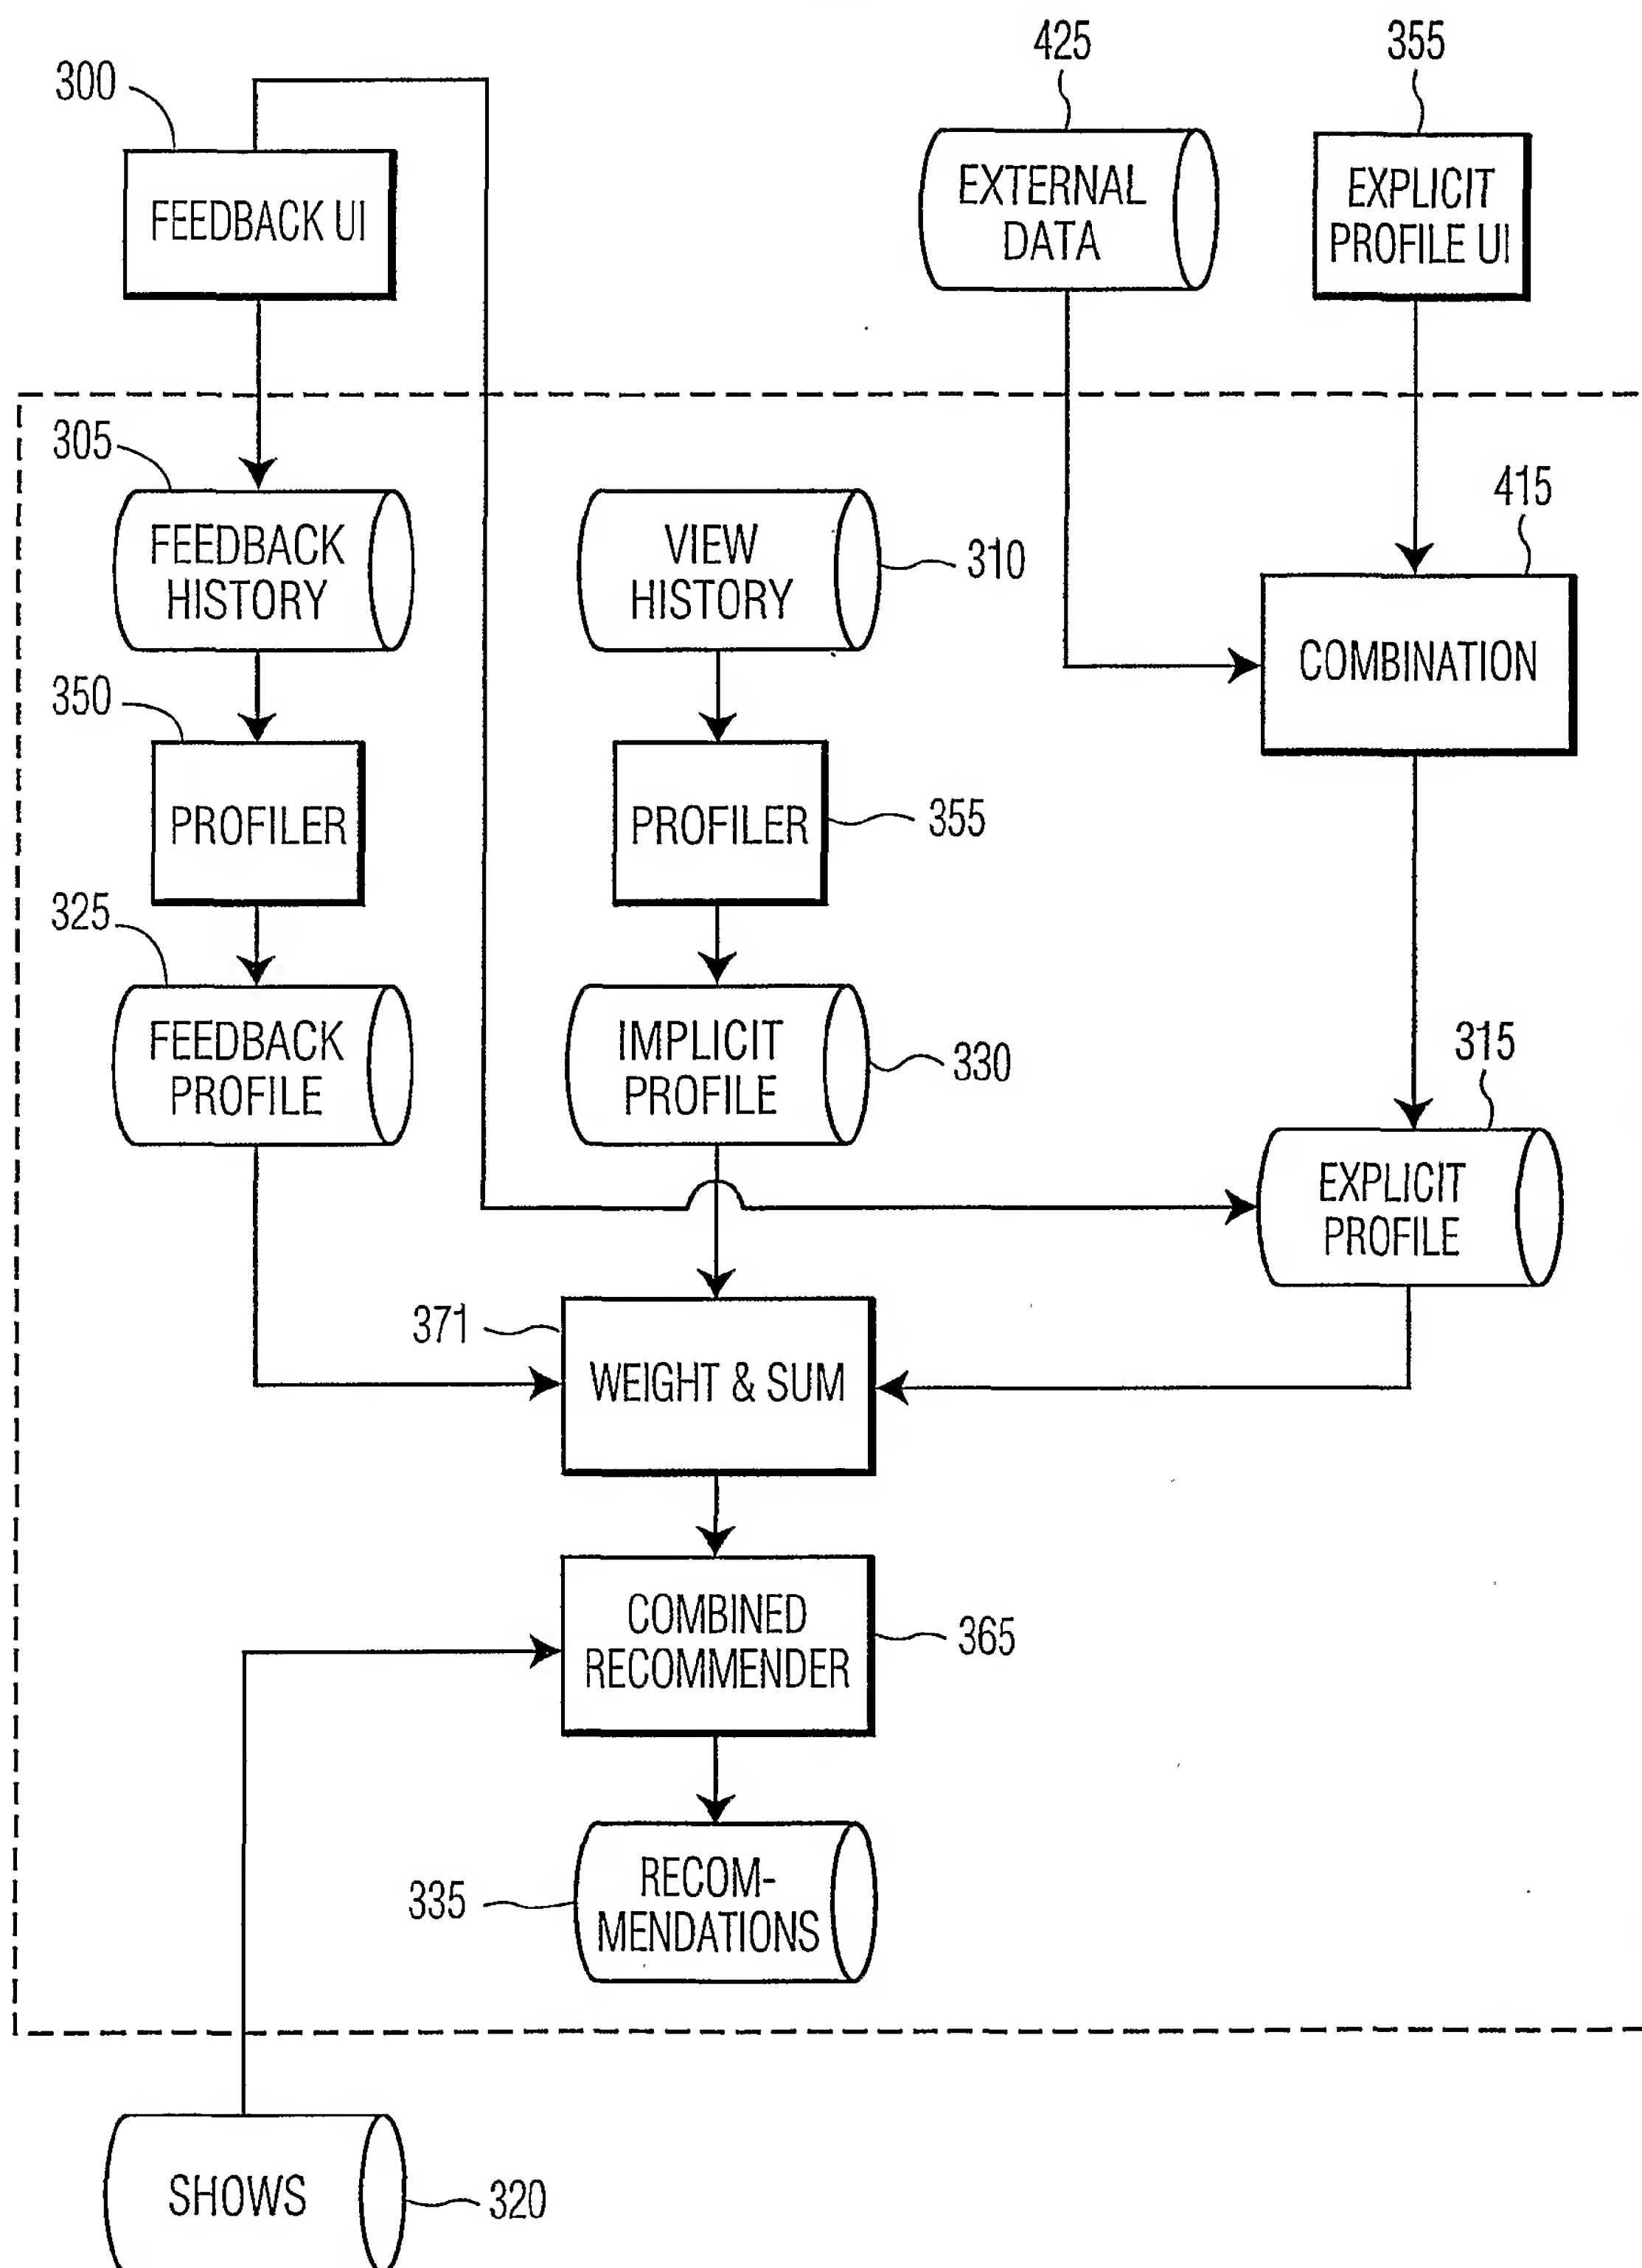 425
355
300
EXTERNAL
DATA
EXPLICIT
PROFILE UI
FEEDBACK UI
305
415
FEEDBACK
HISTORY
VIEW
HISTORY
310
COMBINATION
350
PROFILER
PROFILER
355
325
FEEDBACK
PROFILE
IMPLICIT
PROFILE
330
315
EXPLICIT
PROFILE
371
WEIGHT & SUM
COMBINED
RECOMMENDER
365
RECOM-
MENDATIONS
335
SHOWS
320